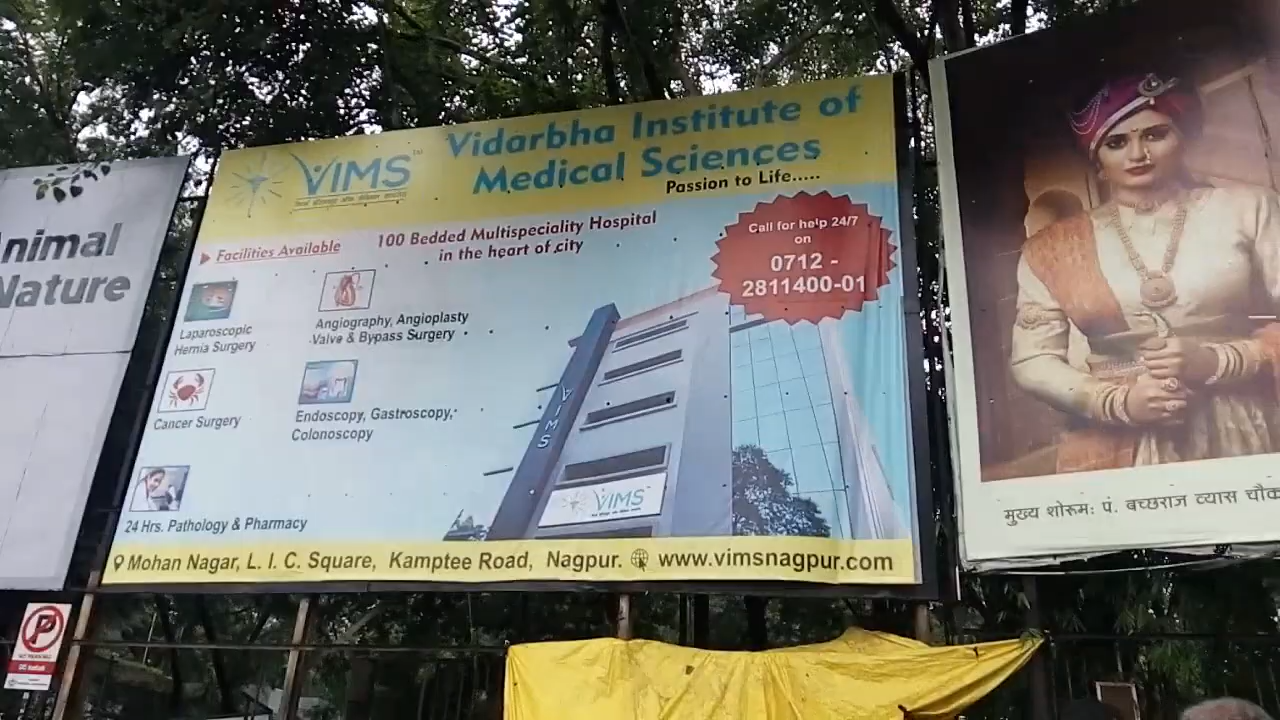 nimal
Nature
VIMS
Vidarbha Institute of
Medical Sciences
Passion to Life.....
Facilities Available
100 Bedded Multispeciality Hospital
in the heart of city
Call for help 24/7
on
0712 -
2811400-01
Laparoscopic
Hernia Surgery
Angiography, Angioplasty
Valve & Bypass Surgery
Cancer Surgery
Endoscopy, Gastroscopy,
Colonoscopy
24 Hrs. Pathology & Pharmacy
VIMS
VIMS
Mohan Nagar, L. I. C. Square, Kamptee Road, Nagpur. www.vimsnagpur.com
मुख्य शोरूम: पं. बच्छराज व्यास चौक
P